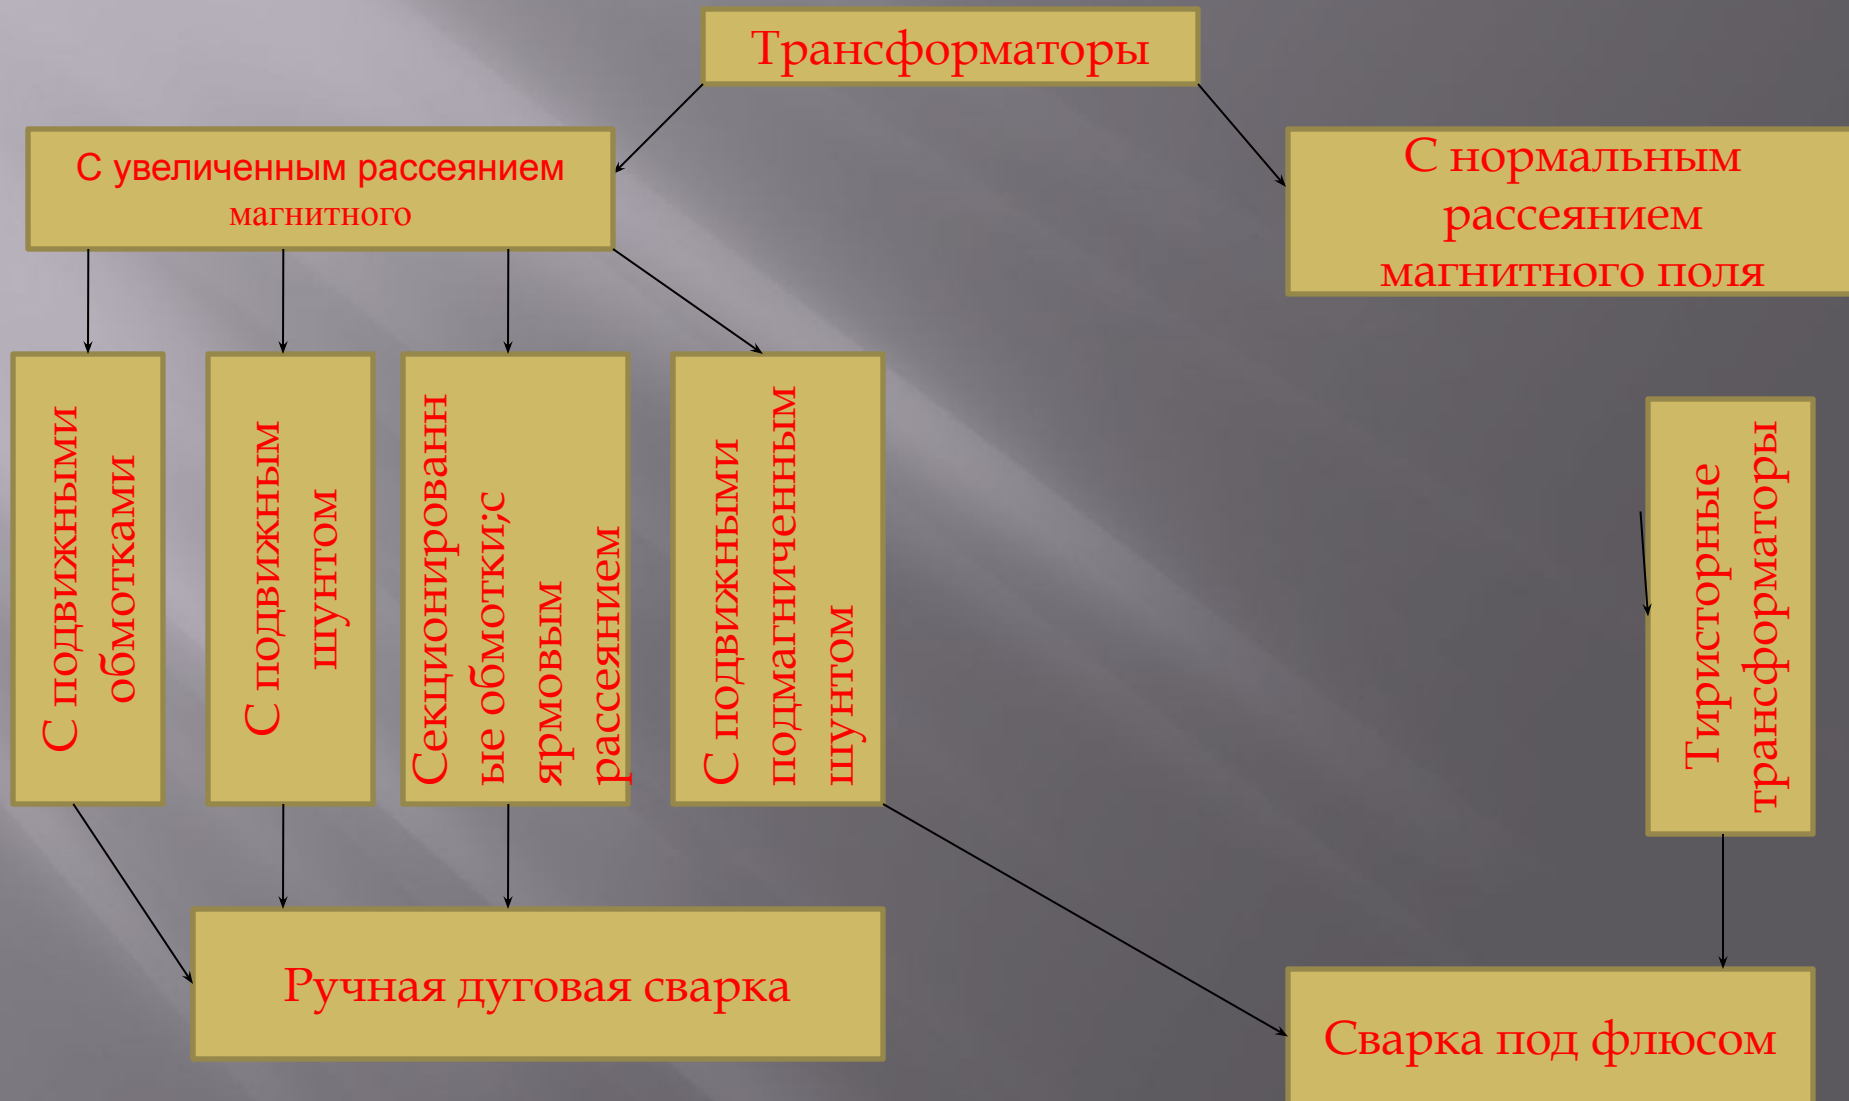 Трансформаторы
С увеличенным рассеянием
магнитного
С нормальным
рассеянием
магнитного поля
С подвижными
обмотками
С подвижным
шунтом
Секционированн
ые обмотки;с
ярмовым
рассеянием
С подвижными
подмагниченным
шунтом
Тиристорные
трансформаторы
Ручная дуговая сварка
Сварка под флюсом